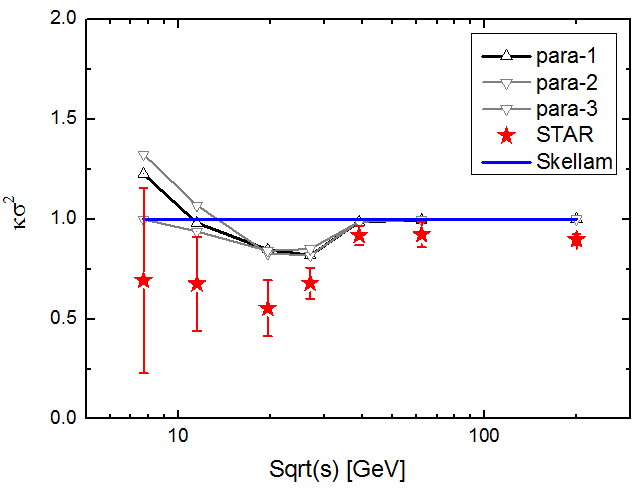 2.0
1.5
1.0
0.5
0.0
κσ²
10
100
Sqrt(s) [GeV]
para-1
para-2
para-3
STAR
Skellam